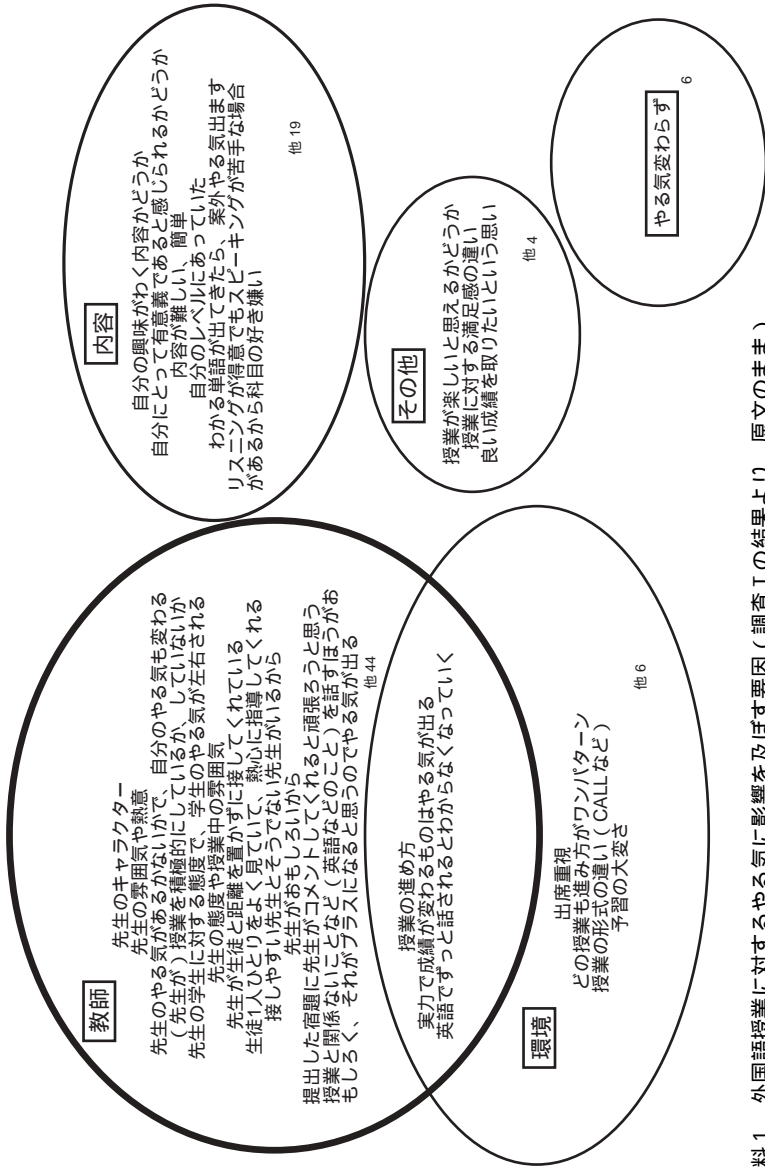 教師
先生のキャラクター
先生の雰囲気や熱意
先生のやる気があるかないかで、自分のやる気も変わる
(先生が)授業を積極的にしているか、していないか
先生の学生に対する態度で、学生のやる気が左右される
先生の態度や授業中の雰囲気
先生が生徒と距離を置かずに接してくれている
生徒1人ひとりをよく見ていて、熱心に指導してくれる
接しやすい先生とそうでない先生がいるから
先生がおもしろいから
提出した宿題に先生がコメントしてくれると頑張ろうと思う
授業と関係ないことなど(英語などのこと)を話すほうがお
もしろく、それがプラスになると思うのでやる気が出る
他 44
授業の進め方
実力で成績が変わるものはやる気が出る
英語でずっと話されるとわからなくなっていく
環境
出席重視
どの授業も進み方がワンパターン
授業の形式の違い(CALLなど)
予習の大変さ
他 6
内容
自分の興味がわく内容かどうか
自分にとって有意義であると感じられるかどうか
内容が難しい、簡単
自分のレベルにあっていた
わかる単語が出てきたら、案外やる気出ます
リスニングが得意でもスピーキングが苦手な場合
があるから科目の好き嫌い
他 19
その他
授業が楽しいと思えるかどうか
授業に対する満足感の違い
良い成績を取りたいという思い
他 4
やる気変わらず
6
料1 外国語授業に対するやる気に影響を及ぼす要因(調査Iの結果より 原文のまま)